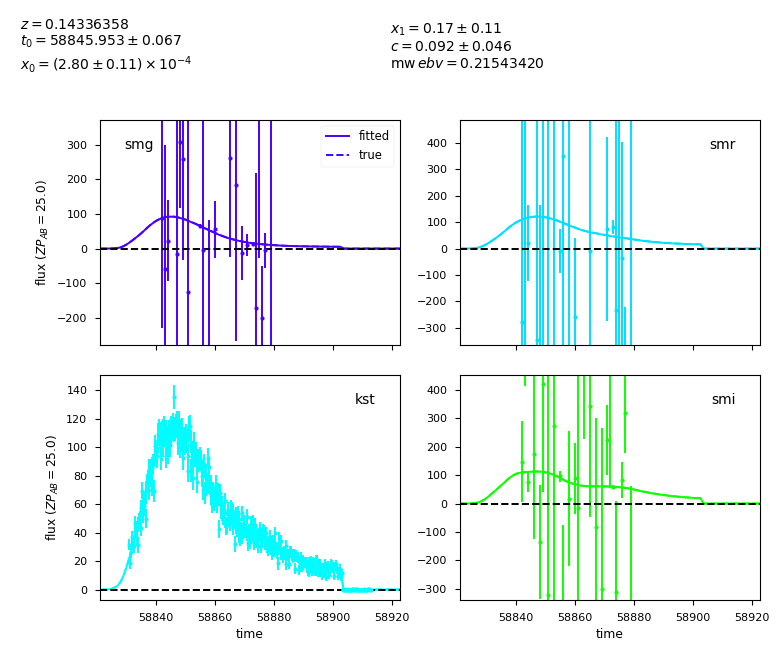 z = 0.14336358
t₀ = 58845.953 ± 0.067
x₀ = (2.80 ± 0.11) × 10⁻⁴
x₁ = 0.17 ± 0.11
c = 0.092 ± 0.046
mw ebv = 0.21543420
smg
fitted
true
300
200
100
0
−100
−200
flux (ZP_AB = 25.0)
smr
400
300
200
100
0
−100
−200
−300
kst
140
120
100
80
60
40
20
0
flux (ZP_AB = 25.0)
58840 58860 58880 58900 58920
time
smi
400
300
200
100
0
−100
−200
−300
58840 58860 58880 58900 58920
time